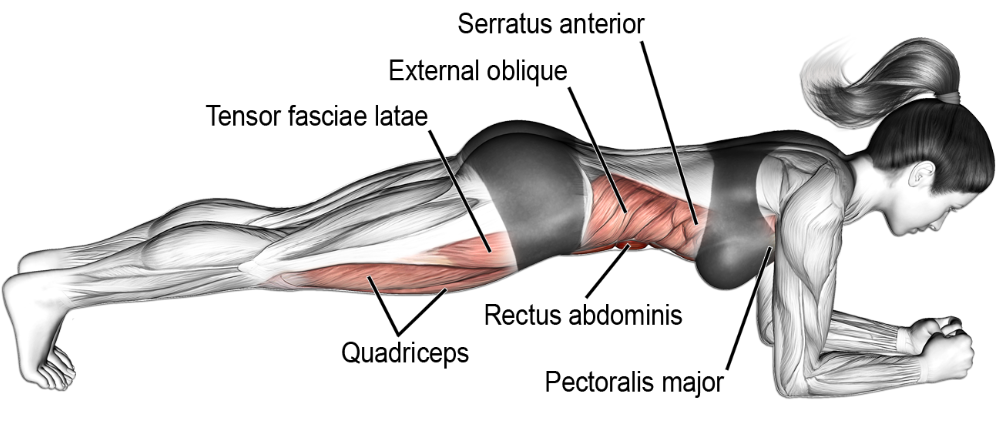 Serratus anterior
External oblique
Tensor fasciae latae
Rectus abdominis
Quadriceps
Pectoralis major